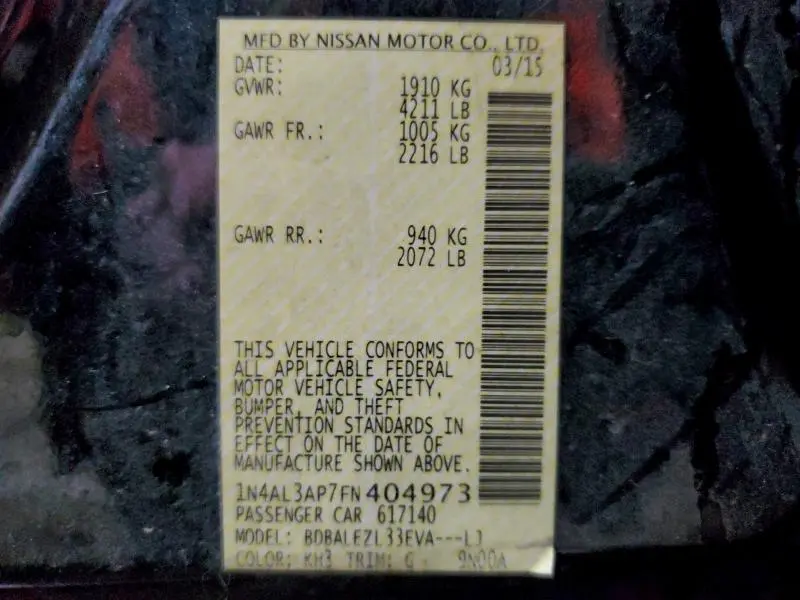 MFD BY NISSAN MOTOR CO., LTD.
DATE: 03/15
GVWR: 1910 KG
4211 LB
GAWR FR.: 1005 KG
2216 LB
GAWR RR.: 940 KG
2072 LB
THIS VEHICLE CONFORMS TO
ALL APPLICABLE FEDERAL
MOTOR VEHICLE SAFETY,
BUMPER, AND THEFT
PREVENTION STANDARDS IN
EFFECT ON THE DATE OF
MANUFACTURE SHOWN ABOVE.
1N4AL3AP7FN404973
PASSENGER CAR 617140
MODEL: BDBALEZL33EVA---LJ
COLOR: KH3 TRIM: G